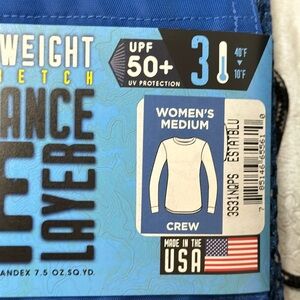 WEIGHT
UPF
50+
UV PROTECTION
3
40°F
10°F
ETCH
ANCE
LAYER
WOMEN'S
MEDIUM
CREW
3S31NQPS ESTATBLU
MADE IN THE
USA
ANDEX 7.5 OZ.SQ.YD.